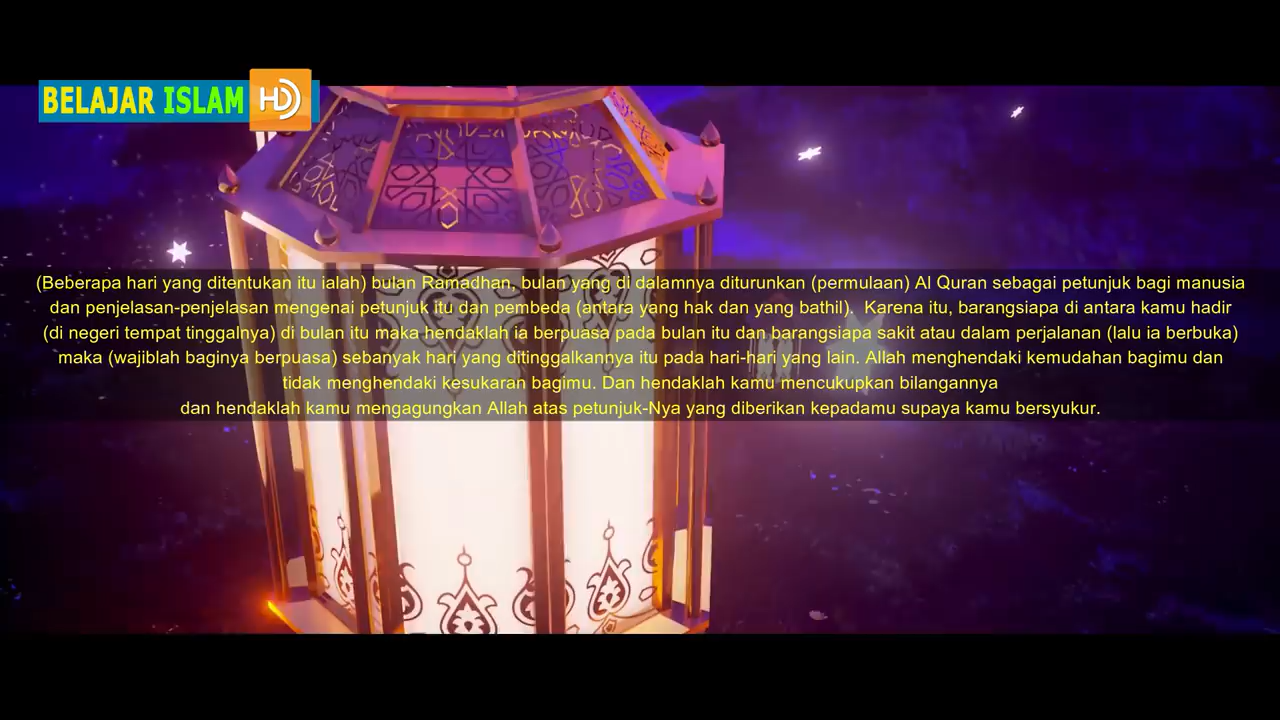 BELAJAR ISLAM HD
(Beberapa hari yang ditentukan itu ialah) bulan Ramadhan, bulan yang di dalamnya diturunkan (permulaan) Al Quran sebagai petunjuk bagi manusia
dan penjelasan-penjelasan mengenai petunjuk itu dan pembeda (antara yang hak dan yang bathil).  Karena itu, barangsiapa di antara kamu hadir
(di negeri tempat tinggalnya) di bulan itu maka hendaklah ia berpuasa pada bulan itu dan barangsiapa sakit atau dalam perjalanan (lalu ia berbuka)
maka (wajiblah baginya berpuasa) sebanyak hari yang ditinggalkannya itu pada hari-hari yang lain. Allah menghendaki kemudahan bagimu dan
tidak menghendaki kesukaran bagimu. Dan hendaklah kamu mencukupkan bilangannya
dan hendaklah kamu mengagungkan Allah atas petunjuk-Nya yang diberikan kepadamu supaya kamu bersyukur.